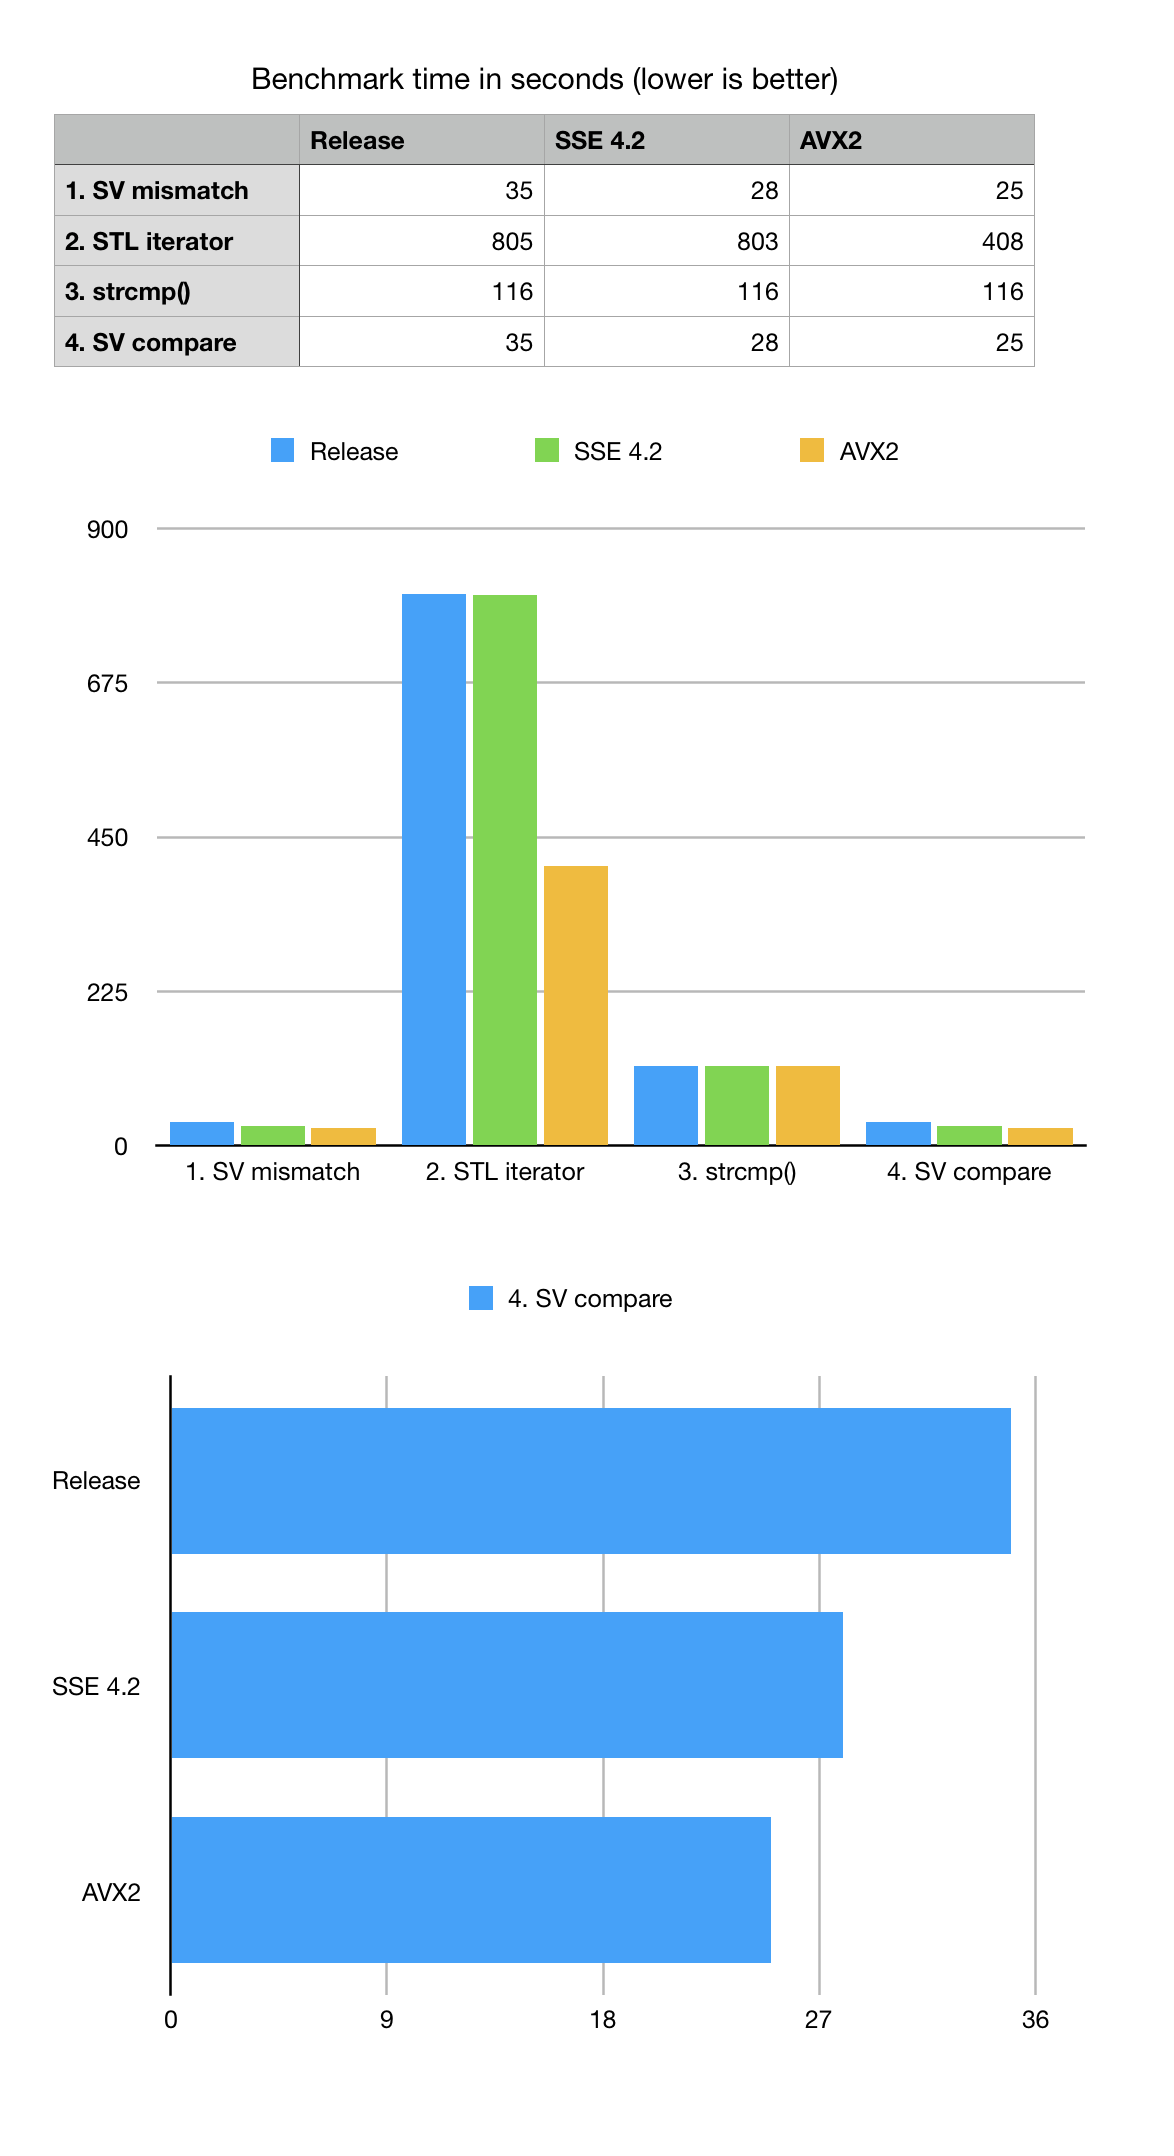 Benchmark time in seconds (lower is better)
Release SSE 4.2 AVX2
1. SV mismatch 35 28 25
2. STL iterator 805 803 408
3. strcmp() 116 116 116
4. SV compare 35 28 25
Release SSE 4.2 AVX2
900
675
450
225
0
1. SV mismatch 2. STL iterator 3. strcmp() 4. SV compare
4. SV compare
Release
SSE 4.2
AVX2
0 9 18 27 36